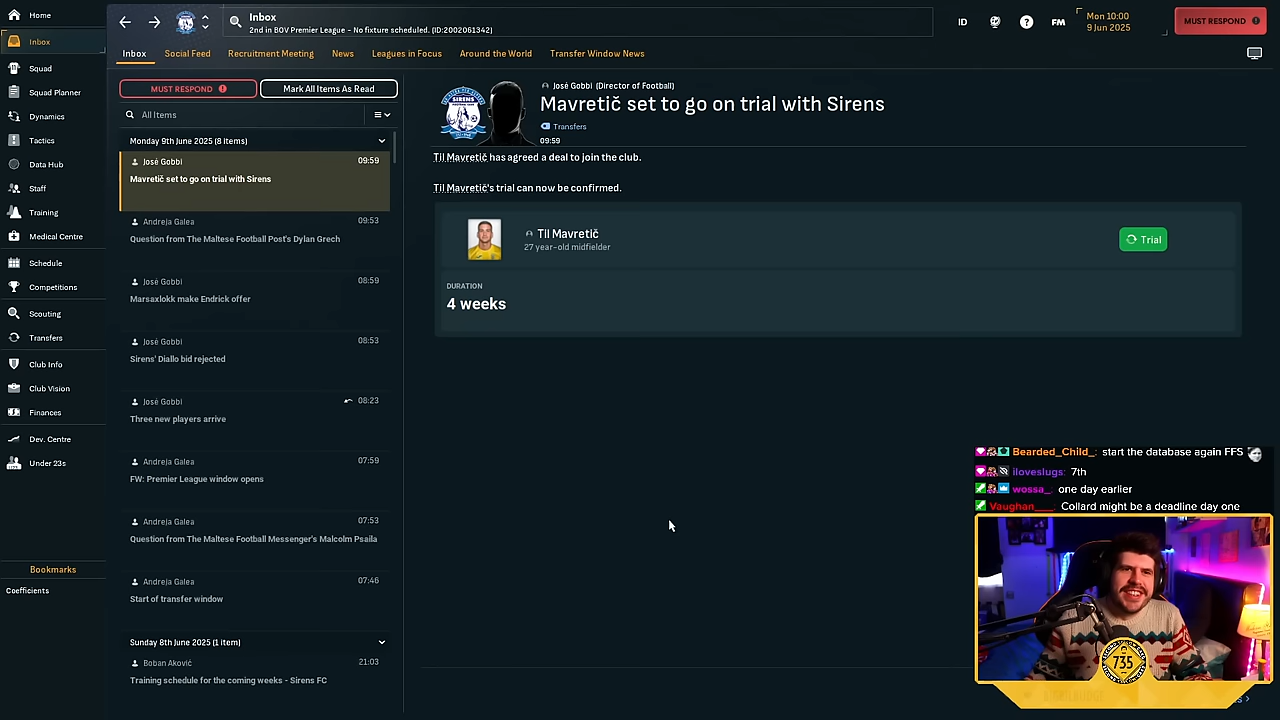 Home
Inbox
Squad
Squad Planner
Dynamics
Tactics
Data Hub
Staff
Training
Medical Centre
Schedule
Competitions
Scouting
Transfers
Club Info
Club Vision
Finances
Dev. Centre
Under 23s
Bookmarks
Coefficients
Inbox
2nd in BOV Premier League - No fixture scheduled. (ID:2002061342)
ID
?
FM
Mon 10:00
9 Jun 2025
MUST RESPOND
Inbox
Social Feed
Recruitment Meeting
News
Leagues in Focus
Around the World
Transfer Window News
MUST RESPOND
Mark All Items As Read
All Items
Monday 9th June 2025 (8 items)
José Gobbi 09:59
Mavretič set to go on trial with Sirens
Andreja Galea 09:53
Question from The Maltese Football Post's Dylan Grech
José Gobbi 08:59
Marsaxlokk make Endrick offer
José Gobbi 08:53
Sirens' Diallo bid rejected
José Gobbi 08:23
Three new players arrive
Andreja Galea 07:59
FW: Premier League window opens
Andreja Galea 07:53
Question from The Maltese Football Messenger's Malcolm Psaila
Andreja Galea 07:46
Start of transfer window
Sunday 8th June 2025 (1 item)
Boban Aković 21:03
Training schedule for the coming weeks - Sirens FC
SIRENS
José Gobbi (Director of Football)
Mavretič set to go on trial with Sirens
Transfers
09:59
Til Mavretič has agreed a deal to join the club.
Til Mavretič's trial can now be confirmed.
Til Mavretič
27 year-old midfielder
Trial
DURATION
4 weeks
Bearded_Child_: start the database again FFS
iloveslugs: 7th
wossa_: one day earlier
Vaughan___: Collard might be a deadline day one
735